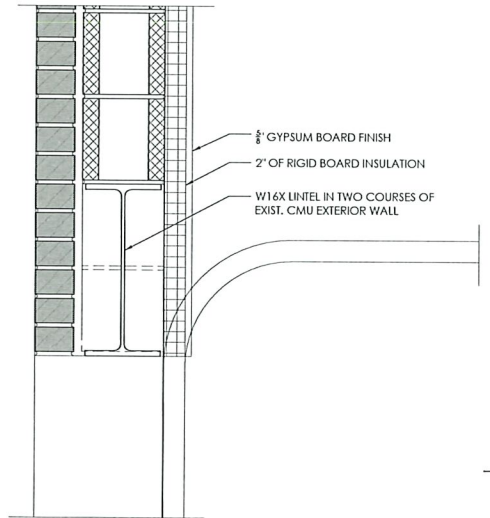 5/8" GYPSUM BOARD FINISH
2" OF RIGID BOARD INSULATION
W16X LINTEL IN TWO COURSES OF
EXIST. CMU EXTERIOR WALL